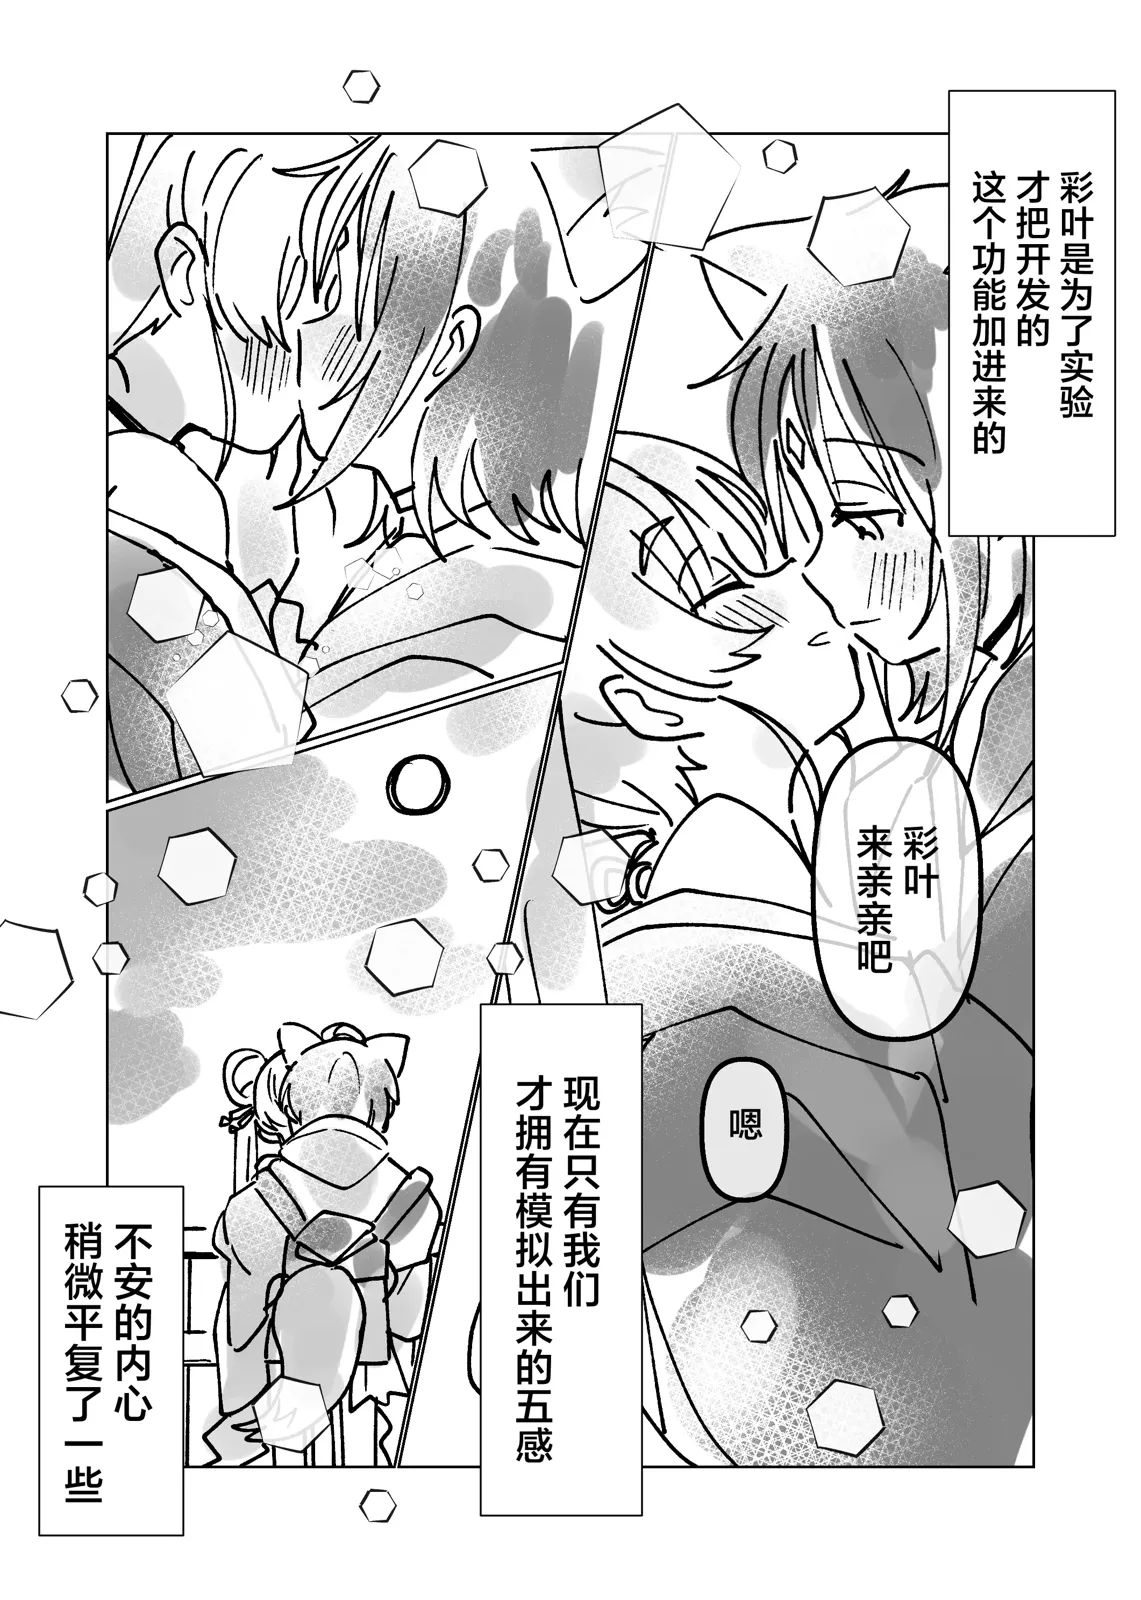 彩叶是为了实验
才把开发的
这个功能加进来的
彩叶
来亲亲吧
嗯
现在只有我们
才拥有模拟出来的五感
不安的内心
稍微平复了一些